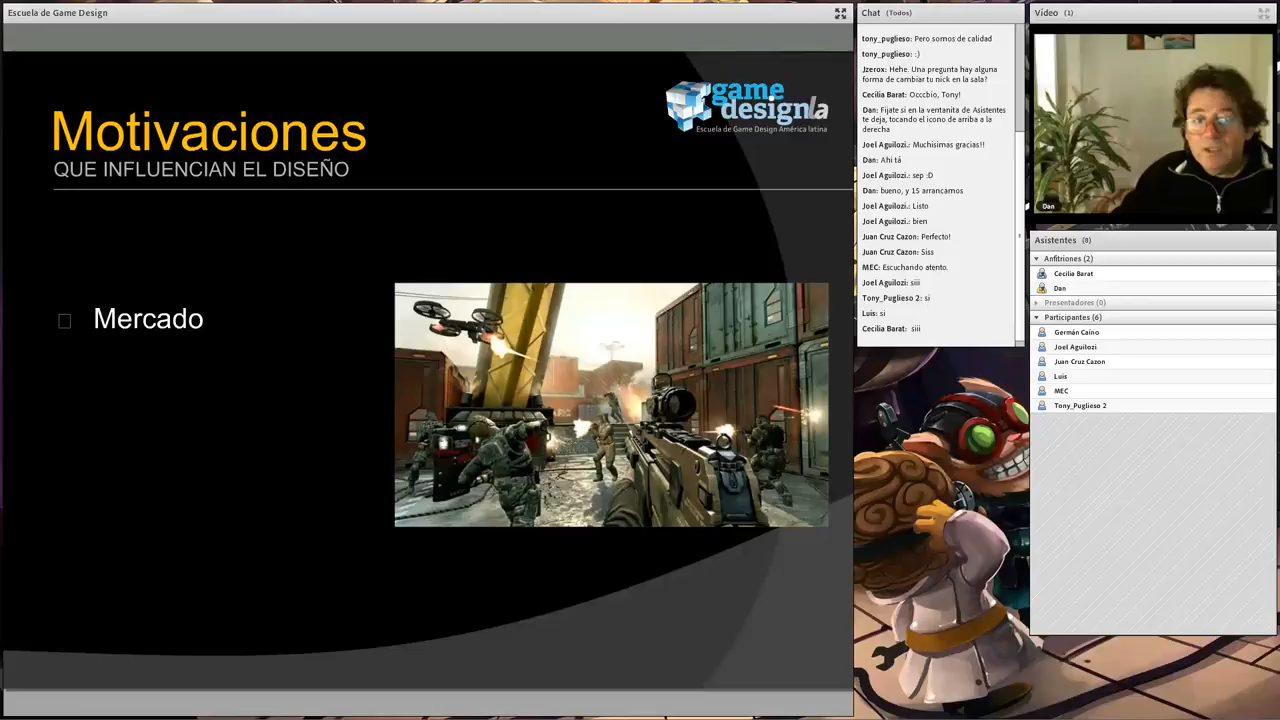 Escuela de Game Design
Motivaciones
QUE INFLUENCIAN EL DISEÑO
game
design/a
Escuela de Game Design América latina
Mercado
Chat (Todos)
tony_puglieso: Pero somos de calidad
tony_puglieso: :)
Jzerox: Hehe. Una pregunta hay alguna
forma de cambiar tu nick en la sala?
Cecilia Barat: Occcbio, Tony!
Dan: Fijate si en la ventanita de Asistentes
te deja, tocando el icono de arriba a la
derecha
Joel Aguilozi.: Muchisimas gracias!!
Dan: Ahi tá
Joel Aguilozi.: sep :D
Dan: bueno, y 15 arrancamos
Joel Aguilozi.: Listo
Joel Aguilozi.: bien
Juan Cruz Cazon: Perfecto!
Juan Cruz Cazon: Siss
MEC: Escuchando atento.
Joel Aguilozi: siii
Tony_Puglieso 2: si
Luis: si
Cecilia Barat: siii
Vídeo (1)
Dan
Asistentes (8)
Anfitriones (2)
Cecilia Barat
Dan
Presentadores (0)
Participantes (6)
Germán Caíno
Joel Aguilozi
Juan Cruz Cazon
Luis
MEC
Tony_Puglieso 2